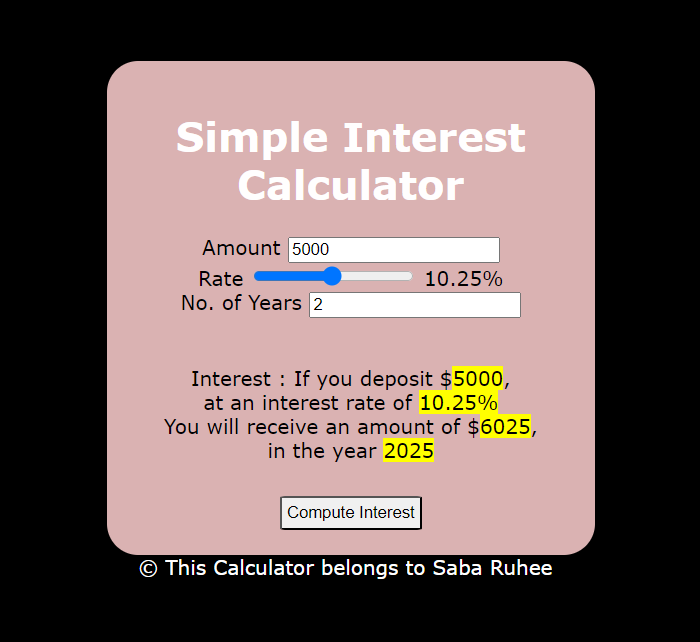 Simple Interest
Calculator
Amount 5000
Rate 10.25%
No. of Years 2
Interest : If you deposit $5000,
at an interest rate of 10.25%
You will receive an amount of $6025,
in the year 2025
Compute Interest
© This Calculator belongs to Saba Ruhee